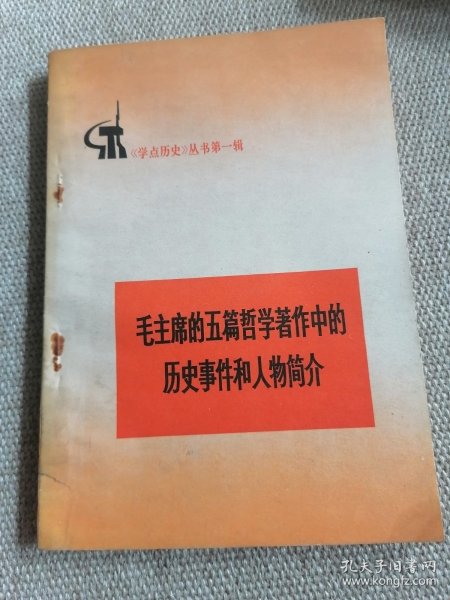 《学点历史》丛书第一辑
毛主席的五篇哲学著作中的
历史事件和人物简介
孔夫子旧书网
www.kongfz.com